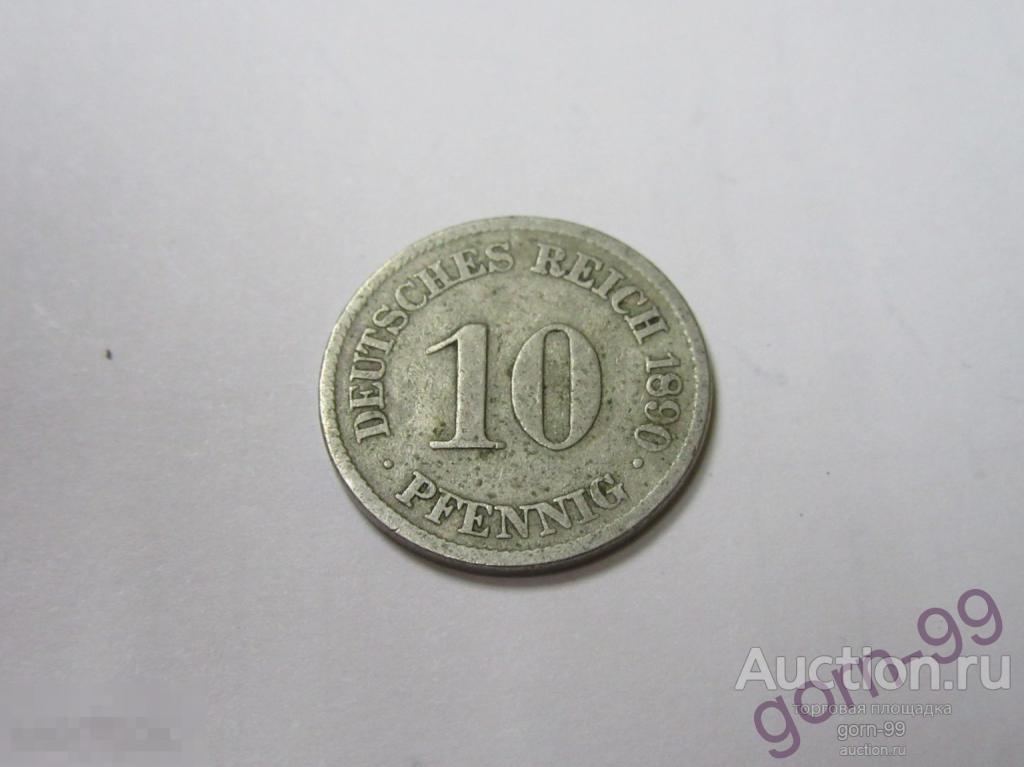 DEUTSCHES REICH 1890
10
· PFENNIG ·
gorn-99
Auction.ru
торговая площадка
gorn-99
auction.ru